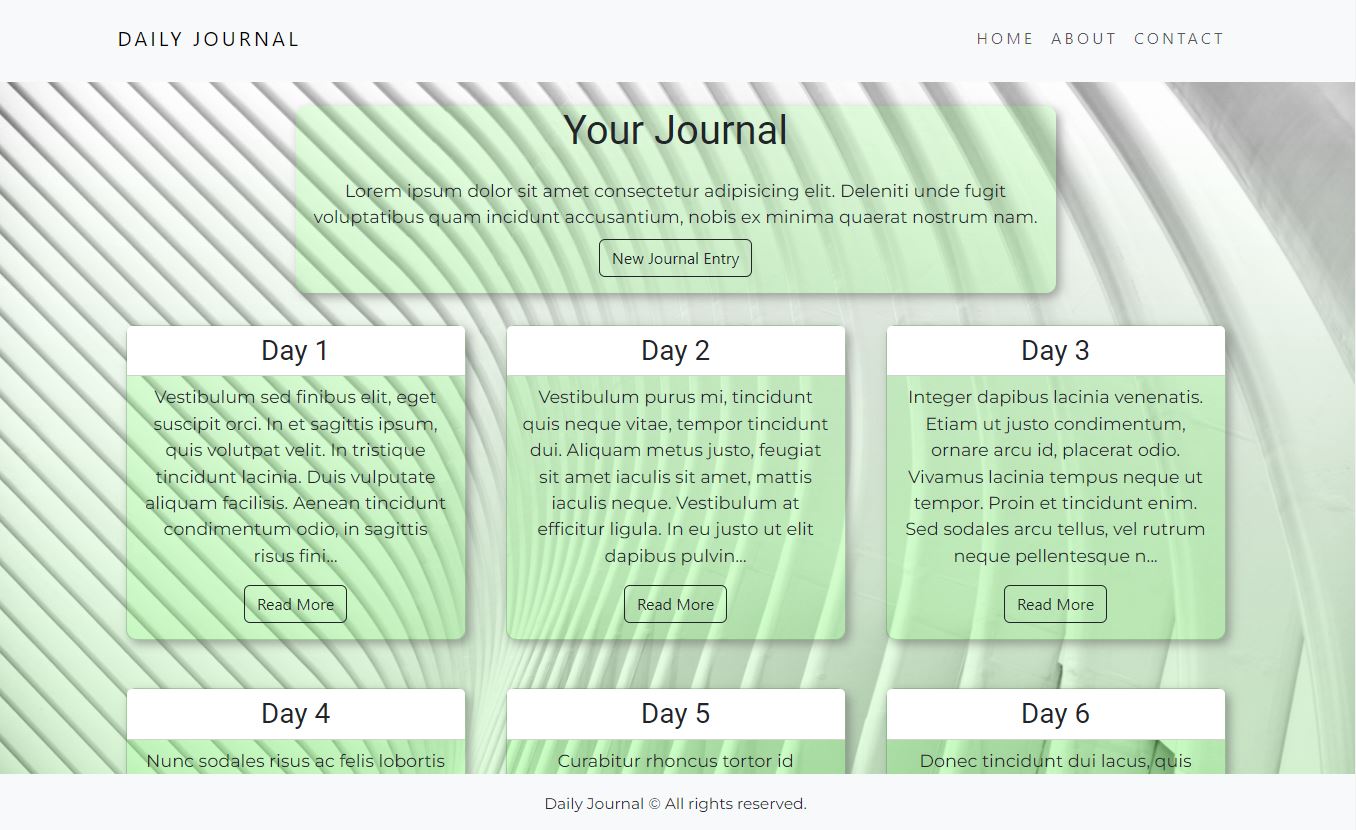 DAILY JOURNAL
HOME ABOUT CONTACT
Your Journal
Lorem ipsum dolor sit amet consectetur adipisicing elit. Deleniti unde fugit
voluptatibus quam incidunt accusantium, nobis ex minima quaerat nostrum nam.
New Journal Entry
Day 1
Vestibulum sed finibus elit, eget
suscipit orci. In et sagittis ipsum,
quis volutpat velit. In tristique
tincidunt lacinia. Duis vulputate
aliquam facilisis. Aenean tincidunt
condimentum odio, in sagittis
risus fini...
Read More
Day 2
Vestibulum purus mi, tincidunt
quis neque vitae, tempor tincidunt
dui. Aliquam metus justo, feugiat
sit amet iaculis sit amet, mattis
iaculis neque. Vestibulum at
efficitur ligula. In eu justo ut elit
dapibus pulvin...
Read More
Day 3
Integer dapibus lacinia venenatis.
Etiam ut justo condimentum,
ornare arcu id, placerat odio.
Vivamus lacinia tempus neque ut
tempor. Proin et tincidunt enim.
Sed sodales arcu tellus, vel rutrum
neque pellentesque n...
Read More
Day 4
Nunc sodales risus ac felis lobortis
Day 5
Curabitur rhoncus tortor id
Day 6
Donec tincidunt dui lacus, quis
Daily Journal © All rights reserved.